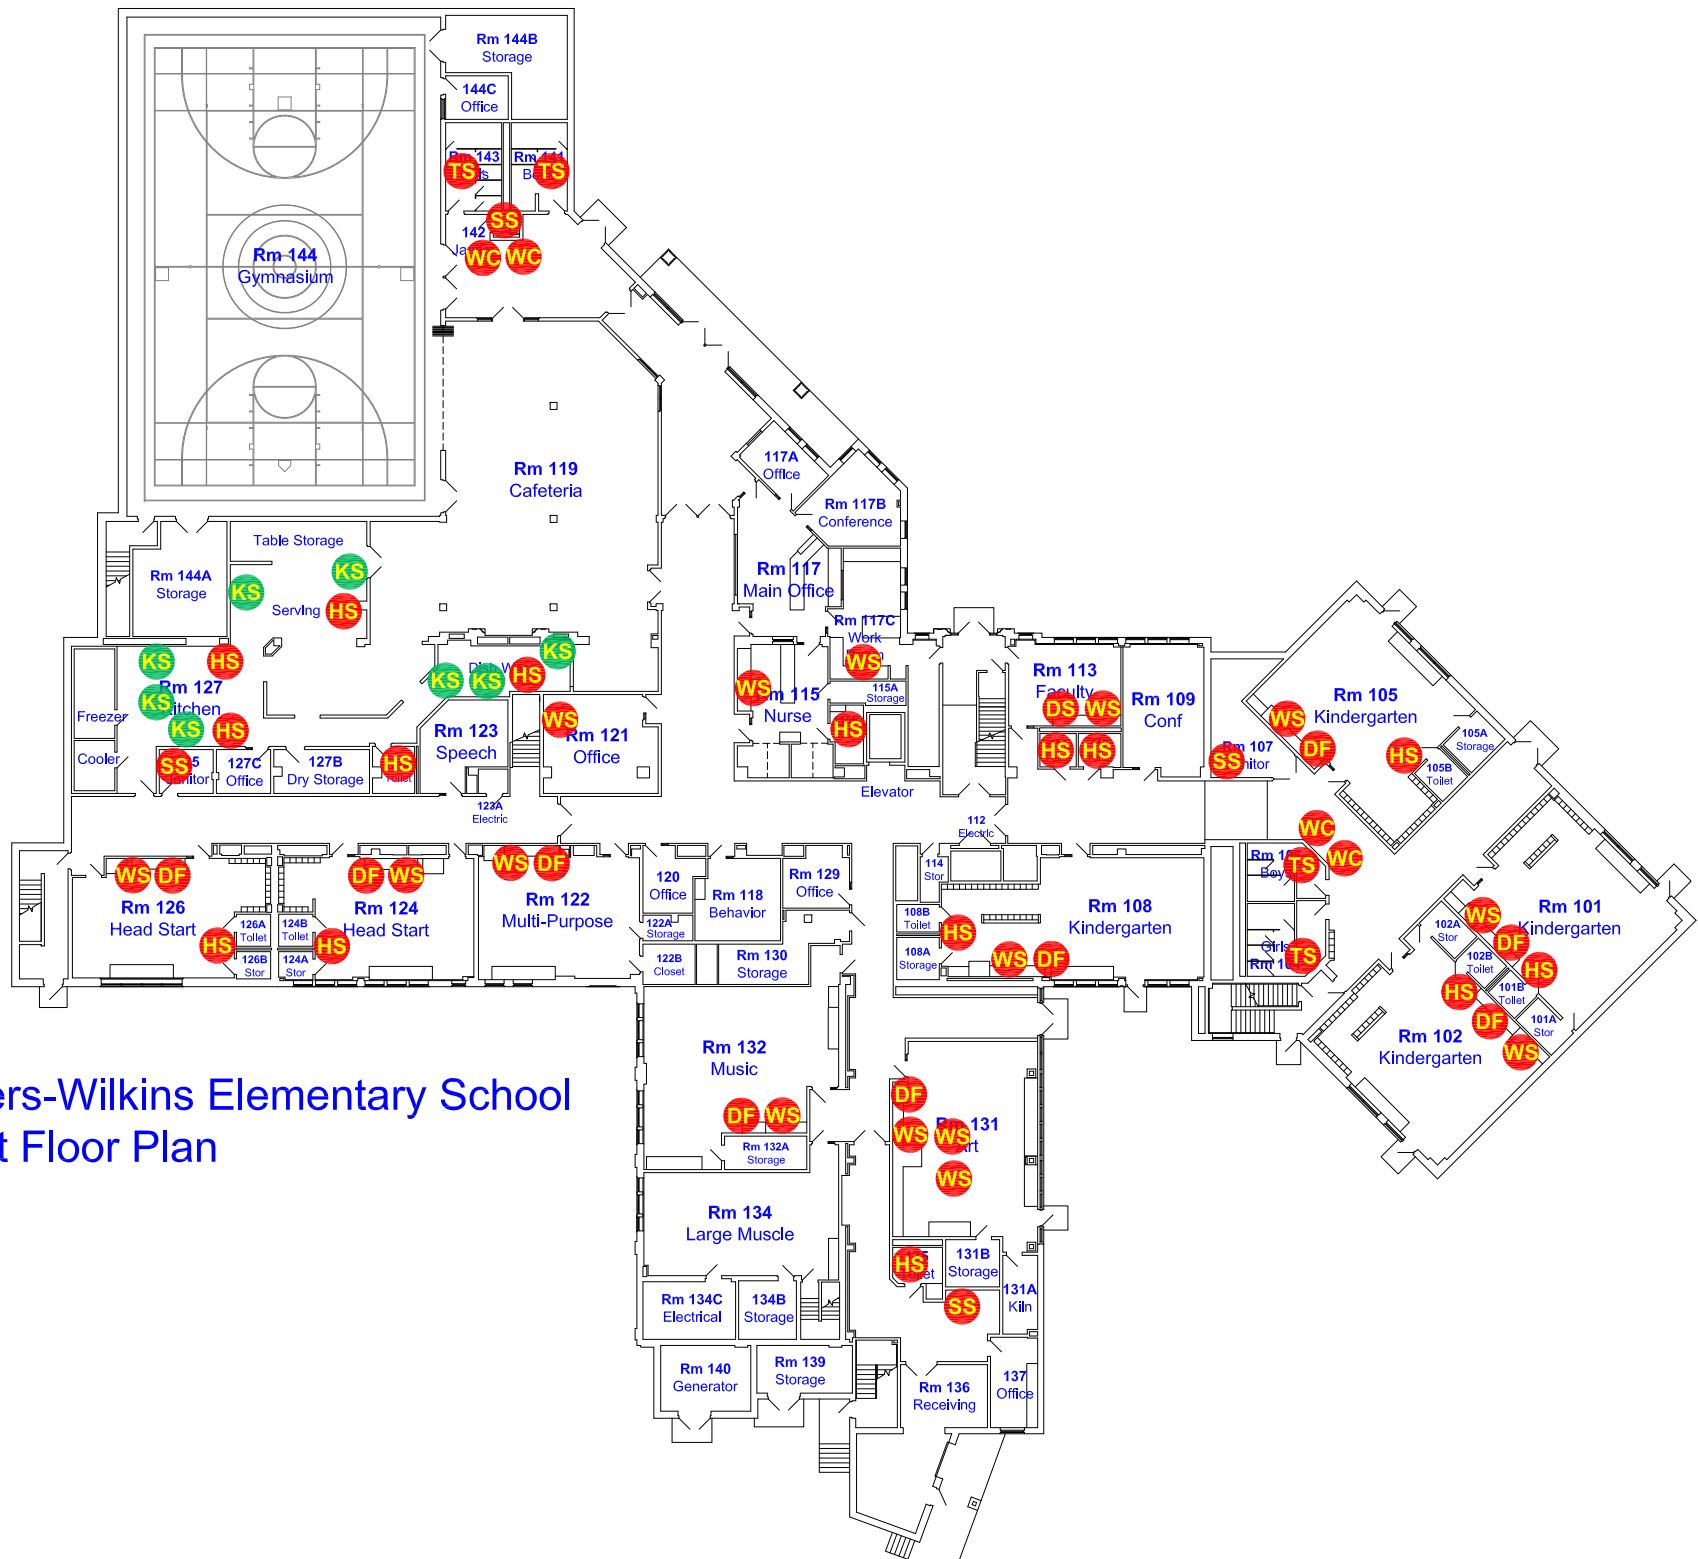 Rm 144B
Storage
144C
Office
Rm 143
Rm 141
TS
TS
SS
142
WC
WC
Rm 144
Gymnasium
Rm 119
Cafeteria
117A
Office
Rm 117B
Conference
Table Storage
Rm 144A
Storage
KS
KS
Serving
HS
Rm 117
Main Office
Rm 117C
Work
WS
KS
HS
Rm 127
KS
KS
HS
Freezer
Cooler
KS
KS
KS
HS
WS
Rm 115
Nurse
115A
Storage
HS
Elevator
Rm 113
Faculty
DS
WS
HS
HS
Rm 109
Conf
Rm 105
Kindergarten
WS
DF
HS
105A
Storage
105B
Toilet
Rm 107
SS
Rm 123
Speech
WS
Rm 121
Office
SS
127C
Office
127B
Dry Storage
HS
Toilet
123A
Electric
112
Electric
WC
WC
TS
Boys
TS
Girls
WS
DF
Rm 126
Head Start
126A
Toilet
HS
126B
Stor
DF
WS
Rm 124
Head Start
124B
Toilet
HS
124A
Stor
WS
DF
Rm 122
Multi-Purpose
120
Office
122A
Storage
122B
Closet
Rm 118
Behavior
Rm 129
Office
Rm 130
Storage
114
Stor
108B
Toilet
HS
108A
Storage
Rm 108
Kindergarten
WS
DF
Rm 101
Kindergarten
WS
DF
HS
102A
Stor
102B
Toilet
101B
Toilet
101A
Stor
HS
DF
WS
Rm 102
Kindergarten
Rm 132
Music
DF
WS
Rm 132A
Storage
ers-Wilkins Elementary School
t Floor Plan
DF
WS
WS
WS
Rm 131
Art
Rm 134
Large Muscle
Rm 134C
Electrical
134B
Storage
HS
131B
Storage
131A
Kiln
SS
Rm 140
Generator
Rm 139
Storage
Rm 136
Receiving
137
Office